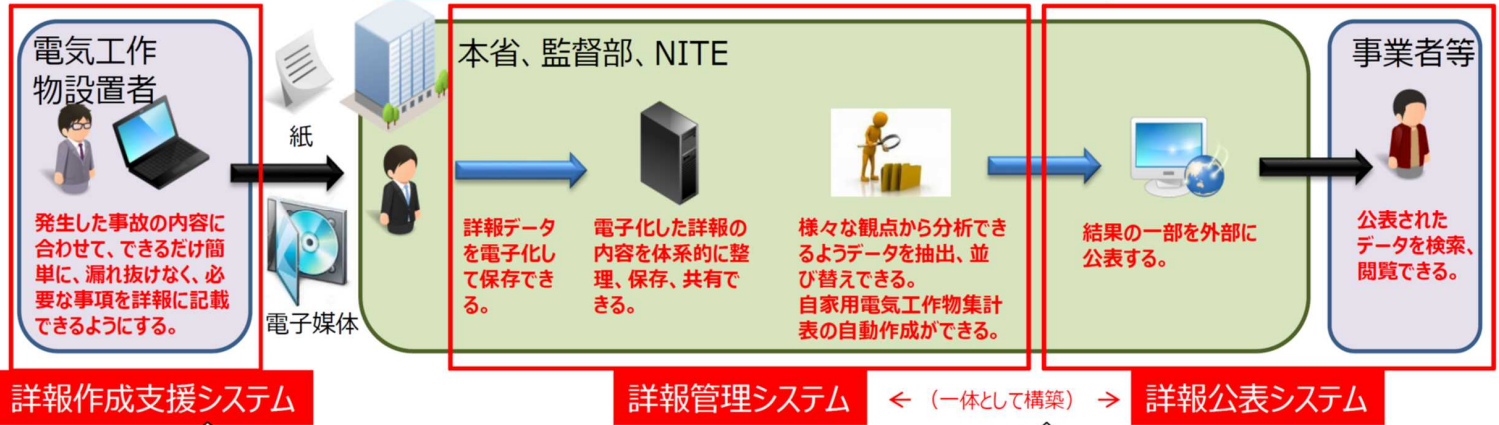 電気工作
物設置者
発生した事故の内容に
合わせて、できるだけ簡
単に、漏れ抜けなく、必
要な事項を詳報に記載
できるようにする。
紙
電子媒体
本省、監督部、NITE
詳報データ
を電子化し
て保存でき
る。
電子化した詳報の
内容を体系的に整
理、保存、共有で
きる。
様々な観点から分析でき
るようデータを抽出、並
び替えできる。
自家用電気工作物集計
表の自動作成ができる。
結果の一部を外部に
公表する。
事業者等
公表された
データを検索、
閲覧できる。
詳報作成支援システム
詳報管理システム
← （一体として構築） →
詳報公表システム